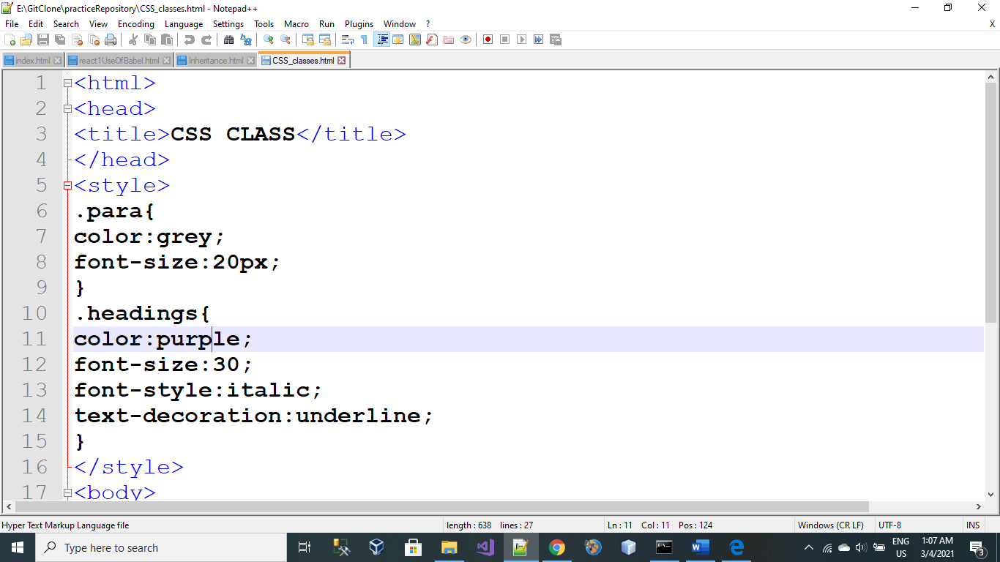 E:\GitClone\practiceRepository\CSS_classes.html - Notepad++
File Edit Search View Encoding Language Settings Tools Macro Run Plugins Window ? X
index.html react1UseOfBabel.html Inheritance.html CSS_classes.html
1 <html>
2 <head>
3 <title>CSS CLASS</title>
4 </head>
5 <style>
6 .para{
7 color:grey;
8 font-size:20px;
9 }
10 .headings{
11 color:purple;
12 font-size:30;
13 font-style:italic;
14 text-decoration:underline;
15 }
16 </style>
17 <body>
Hyper Text Markup Language file length : 638 lines : 27 Ln : 11 Col : 11 Pos : 124 Windows (CR LF) UTF-8 INS
Type here to search
ENG
US
1:07 AM
3/4/2021
3